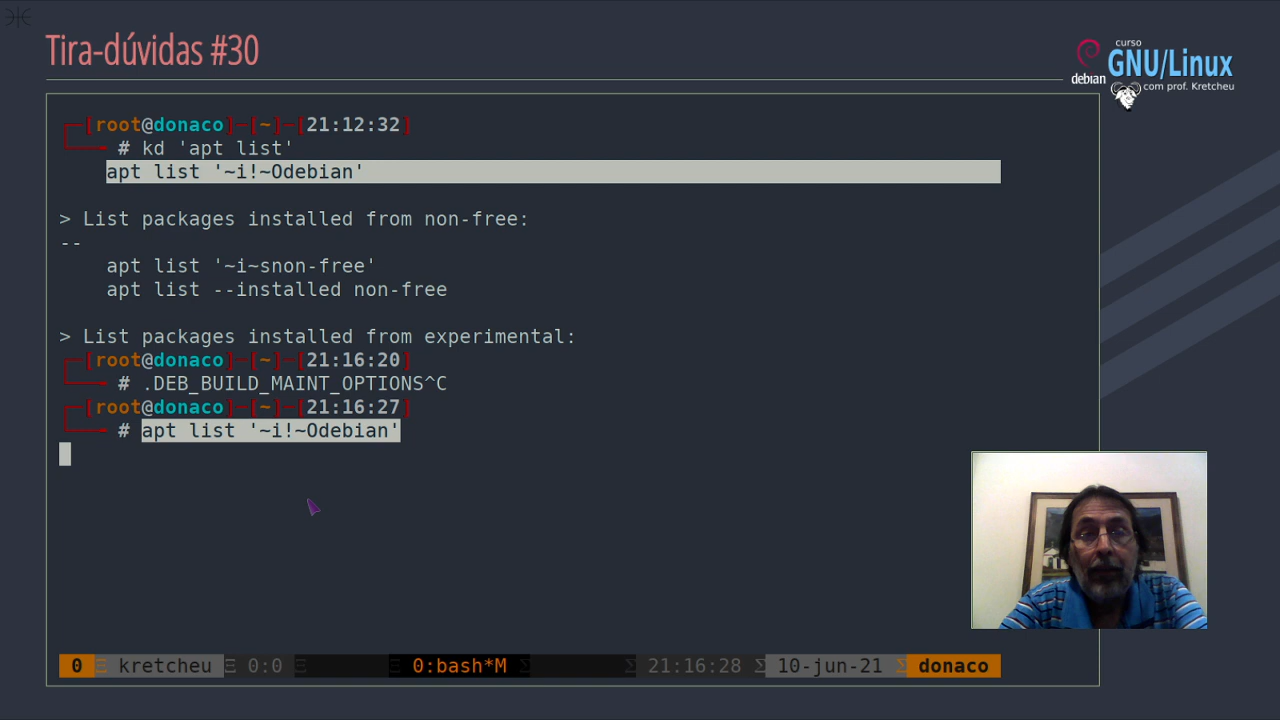 Tira-dúvidas #30
curso
GNU/Linux
debian
com prof. Kretcheu
[root@donaco]-[~]-[21:12:32]
# kd 'apt list'
apt list '~i!~Odebian'
> List packages installed from non-free:
--
apt list '~i~snon-free'
apt list --installed non-free
> List packages installed from experimental:
[root@donaco]-[~]-[21:16:20]
# .DEB_BUILD_MAINT_OPTIONS^C
[root@donaco]-[~]-[21:16:27]
# apt list '~i!~Odebian'
0 Ξ kretcheu Ξ 0:0 Ξ Ξ 0:bash*M Σ Σ 21:16:28 Σ 10-jun-21 Σ donaco